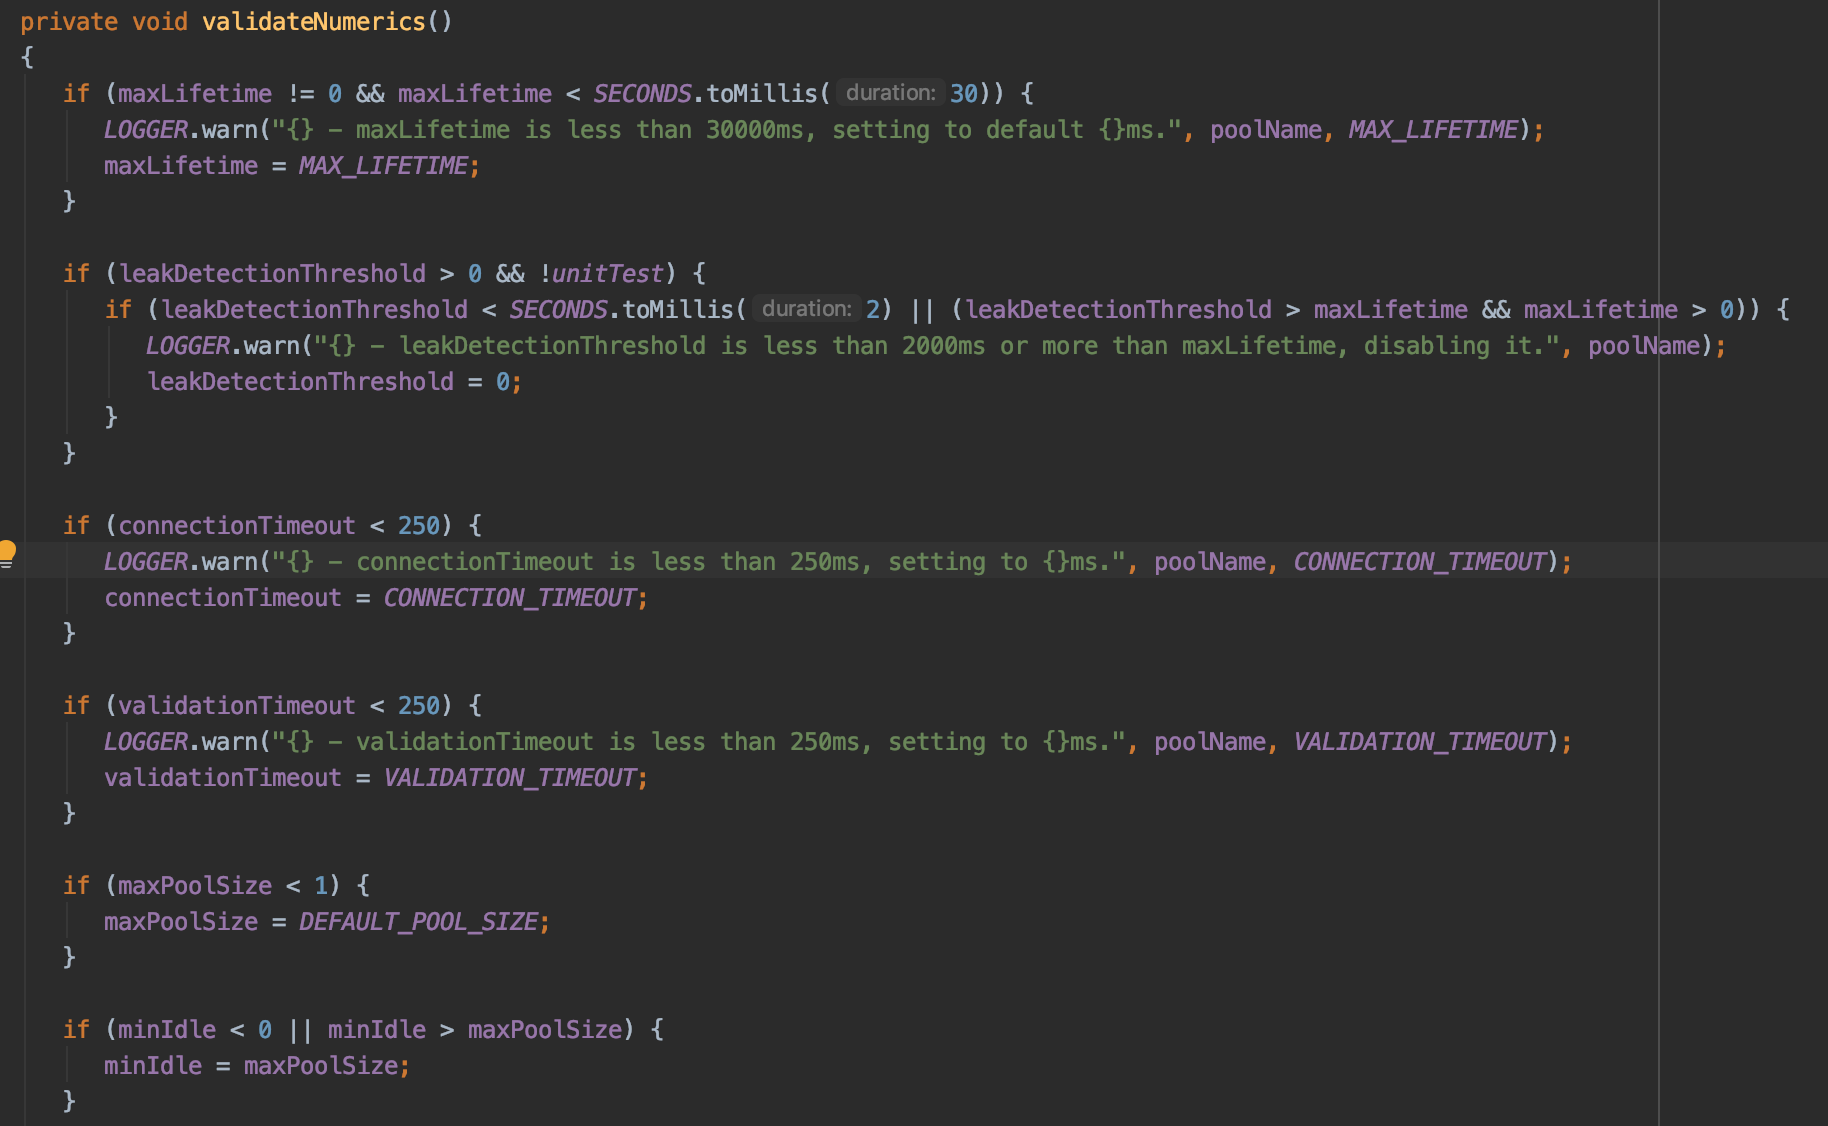 private void validateNumerics()
{
if (maxLifetime != 0 && maxLifetime < SECONDS.toMillis( duration: 30)) {
LOGGER.warn("{} - maxLifetime is less than 30000ms, setting to default {}ms.", poolName, MAX_LIFETIME);
maxLifetime = MAX_LIFETIME;
}
if (leakDetectionThreshold > 0 && !unitTest) {
if (leakDetectionThreshold < SECONDS.toMillis( duration: 2) || (leakDetectionThreshold > maxLifetime && maxLifetime > 0)) {
LOGGER.warn("{} - leakDetectionThreshold is less than 2000ms or more than maxLifetime, disabling it.", poolName);
leakDetectionThreshold = 0;
}
}
if (connectionTimeout < 250) {
LOGGER.warn("{} - connectionTimeout is less than 250ms, setting to {}ms.", poolName, CONNECTION_TIMEOUT);
connectionTimeout = CONNECTION_TIMEOUT;
}
if (validationTimeout < 250) {
LOGGER.warn("{} - validationTimeout is less than 250ms, setting to {}ms.", poolName, VALIDATION_TIMEOUT);
validationTimeout = VALIDATION_TIMEOUT;
}
if (maxPoolSize < 1) {
maxPoolSize = DEFAULT_POOL_SIZE;
}
if (minIdle < 0 || minIdle > maxPoolSize) {
minIdle = maxPoolSize;
}